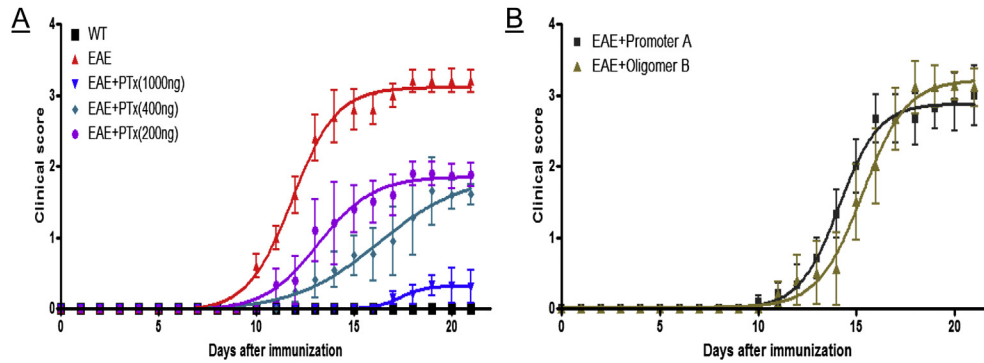 A
4
3
2
1
0
Clinical score
WT
EAE
EAE+PTx(1000ng)
EAE+PTx(400ng)
EAE+PTx(200ng)
0 5 10 15 20
Days after immunization
B
4
3
2
1
0
Clinical score
EAE+Promoter A
EAE+Oligomer B
0 5 10 15 20
Days after immunization